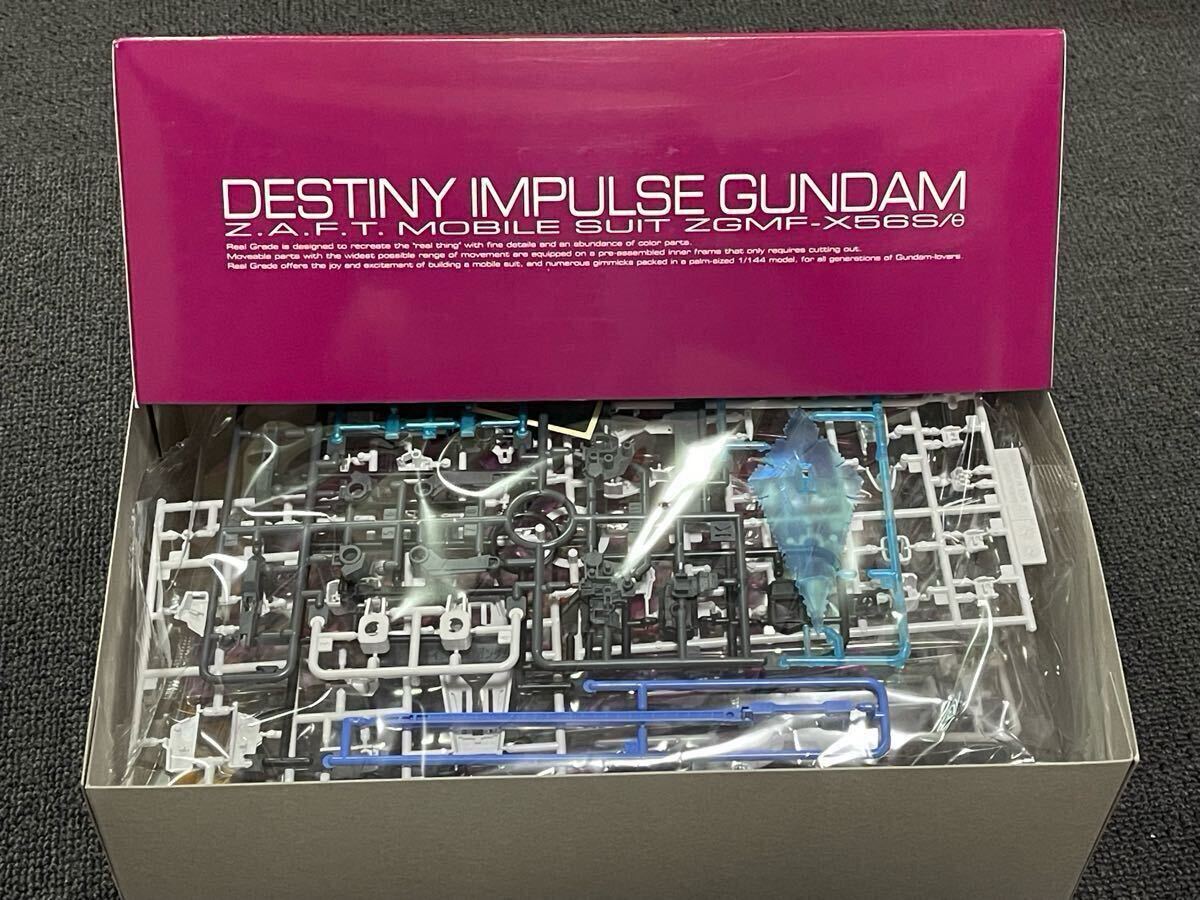 DESTINY IMPULSE GUNDAM
Z.A.F.T. MOBILE SUIT ZGMF-X56S/θ
Real Grade is designed to recreate the "real thing" with fine details and an abundance of color parts.
Moveable parts with the widest possible range of movement are equipped on a pre-assembled inner frame that only requires cutting out.
Real Grade offers the joy and excitement of building a mobile suit, and numerous gimmicks packed in a palm-sized 1/144 model, for all generations of Gundam-lovers.